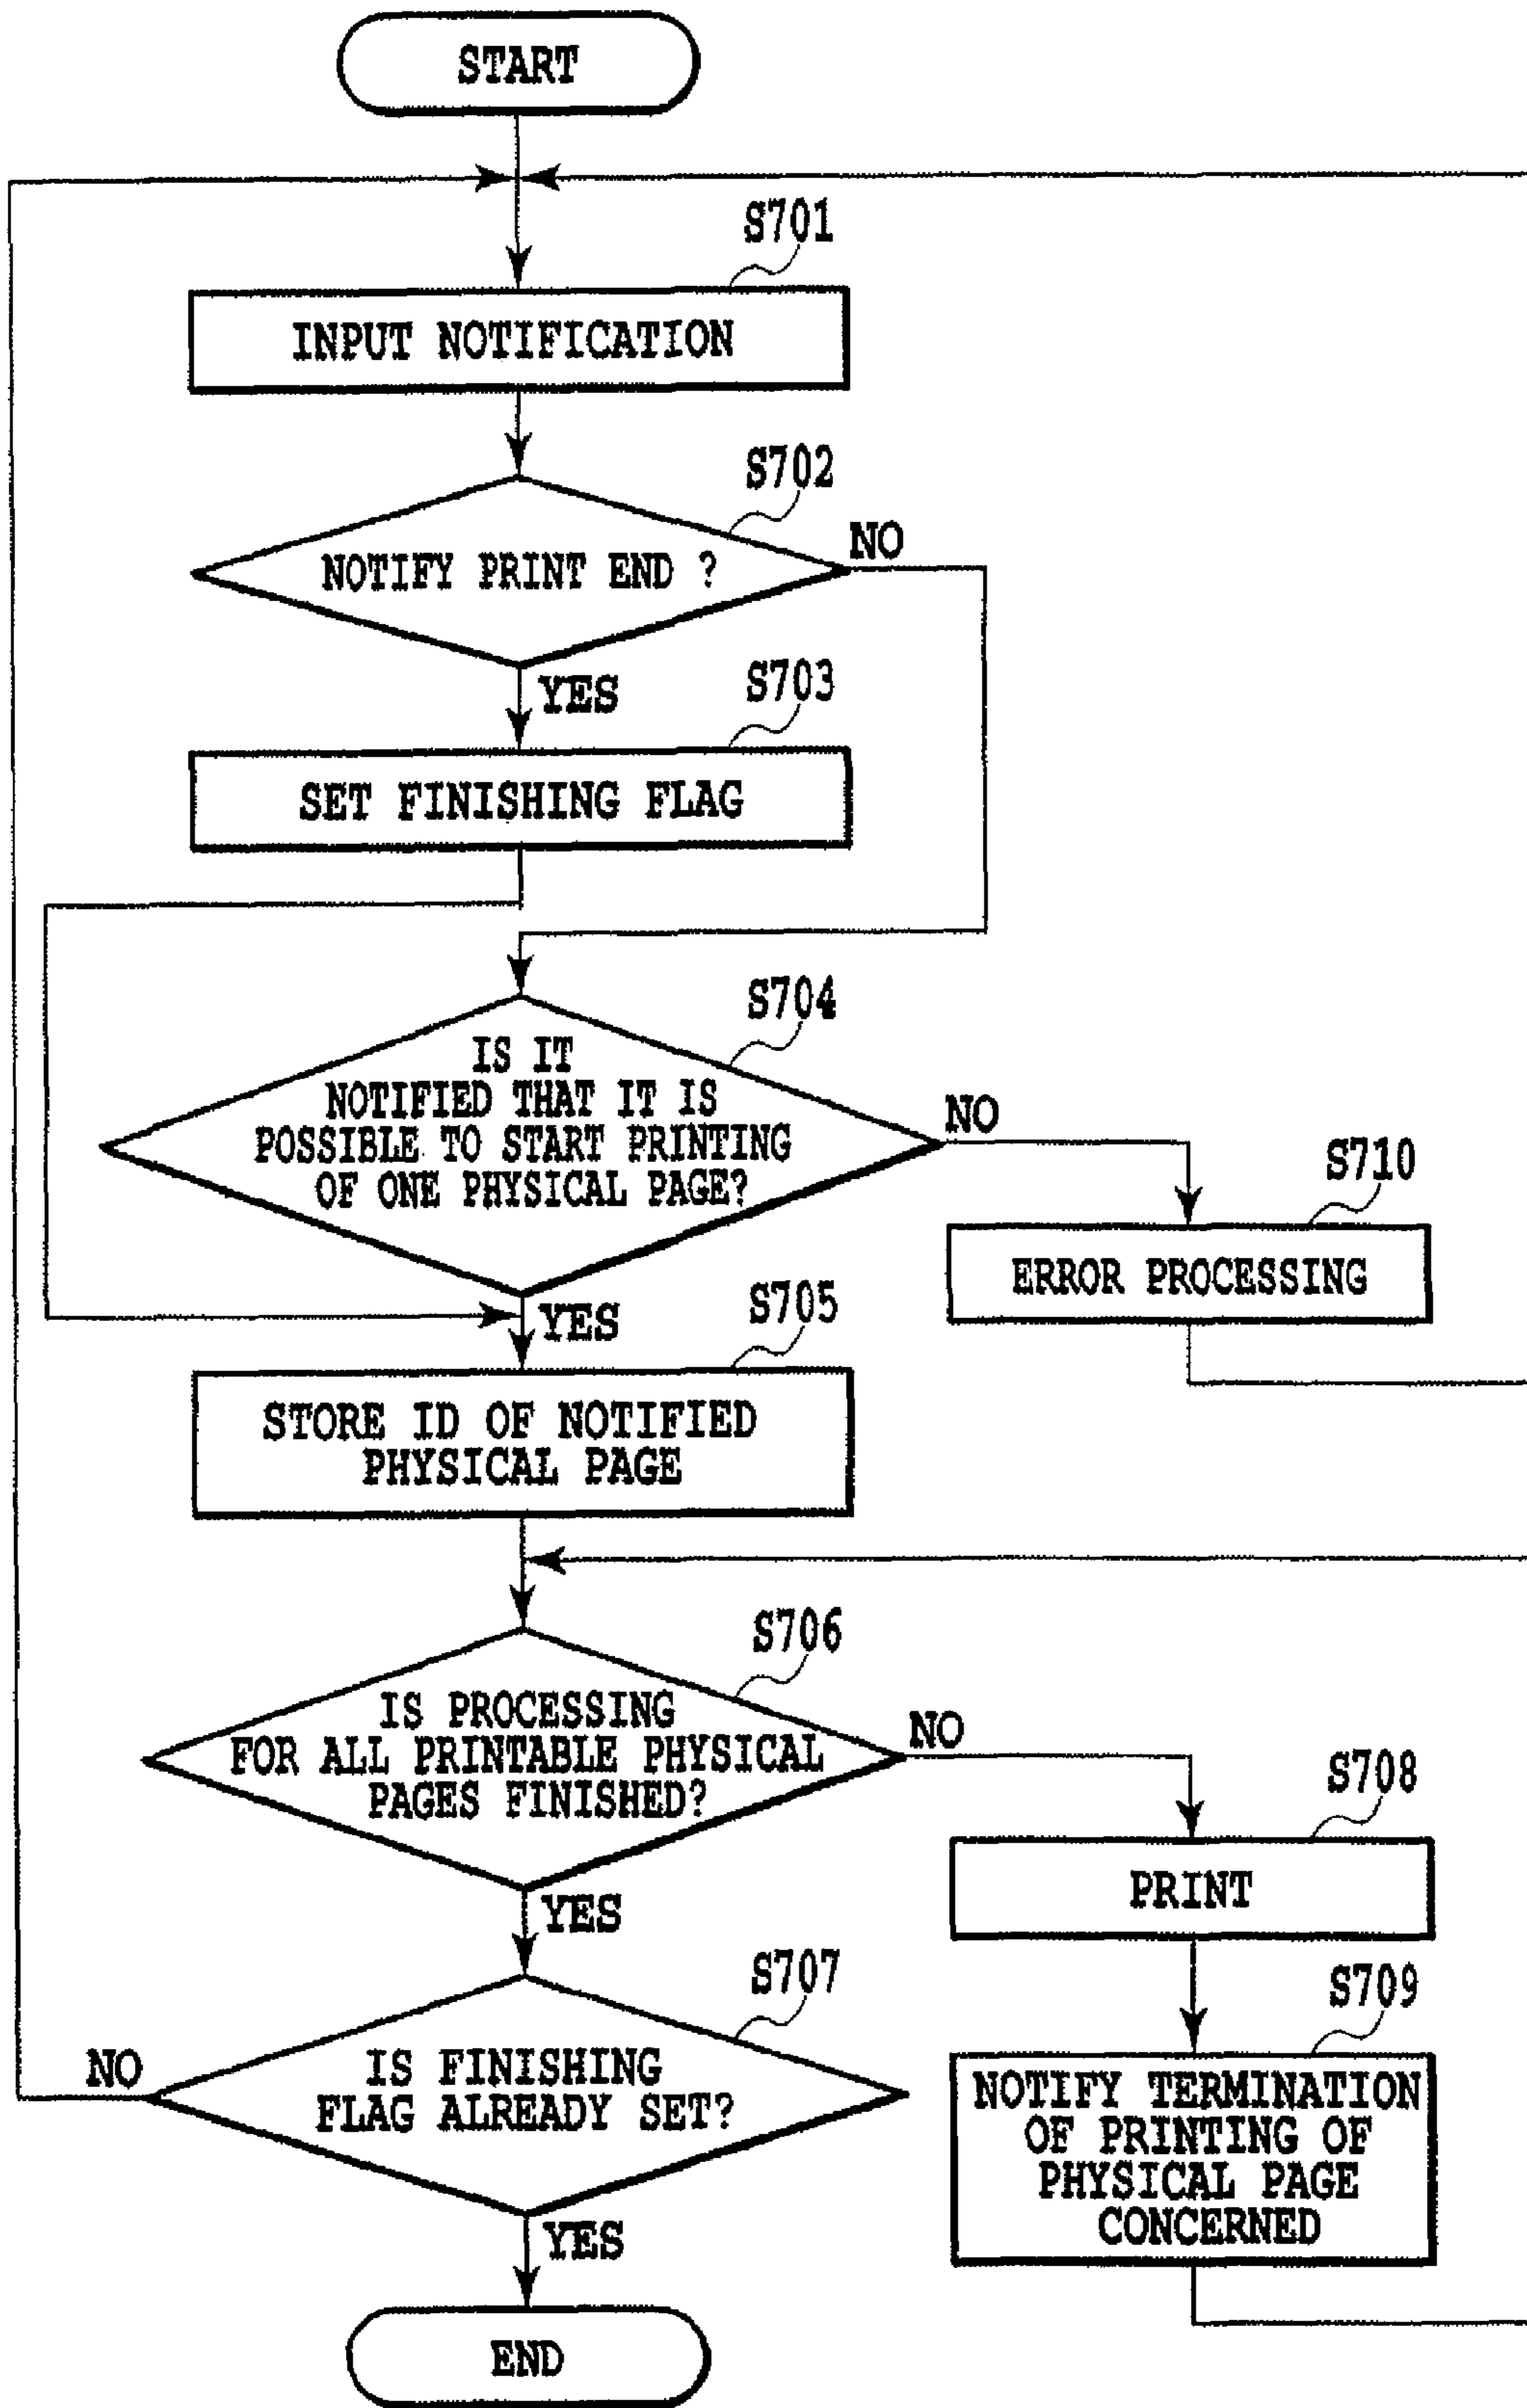 START
S701
INPUT NOTIFICATION
S702
NOTIFY PRINT END ?
NO
YES
S703
SET FINISHING FLAG
S704
IS IT
NOTIFIED THAT IT IS
POSSIBLE TO START PRINTING
OF ONE PHYSICAL PAGE?
NO
S710
ERROR PROCESSING
YES
S705
STORE ID OF NOTIFIED
PHYSICAL PAGE
S706
IS PROCESSING
FOR ALL PRINTABLE PHYSICAL
PAGES FINISHED?
NO
S708
PRINT
YES
S707
S709
NO
IS FINISHING
FLAG ALREADY SET?
NOTIFY TERMINATION
OF PRINTING OF
PHYSICAL PAGE
CONCERNED
YES
END